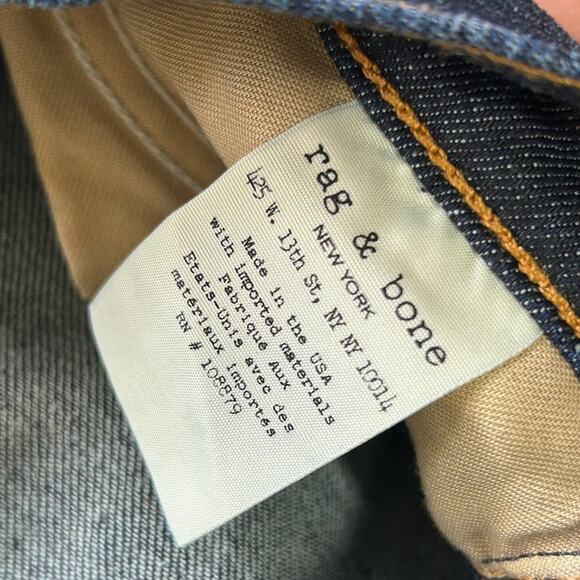 rag & bone
NEW YORK
425 W. 13th St, NY NY 10014
Made in the USA
with imported materials
Fabriqué Aux
Etats-Unis avec des
matériaux importés
RN # 108879